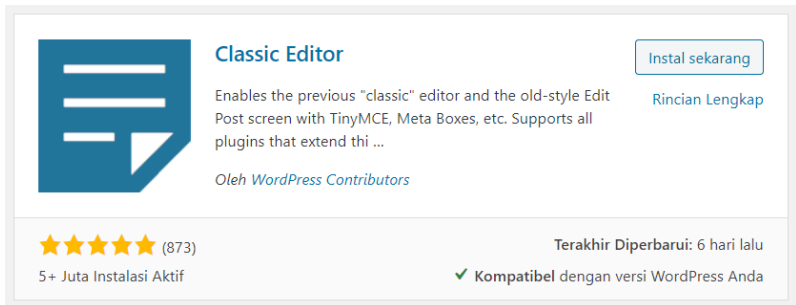 Classic Editor
Instal sekarang
Rincian Lengkap
Enables the previous "classic" editor and the old-style Edit
Post screen with TinyMCE, Meta Boxes, etc. Supports all
plugins that extend thi ...
Oleh WordPress Contributors
(873)
5+ Juta Instalasi Aktif
Terakhir Diperbarui: 6 hari lalu
Kompatibel dengan versi WordPress Anda